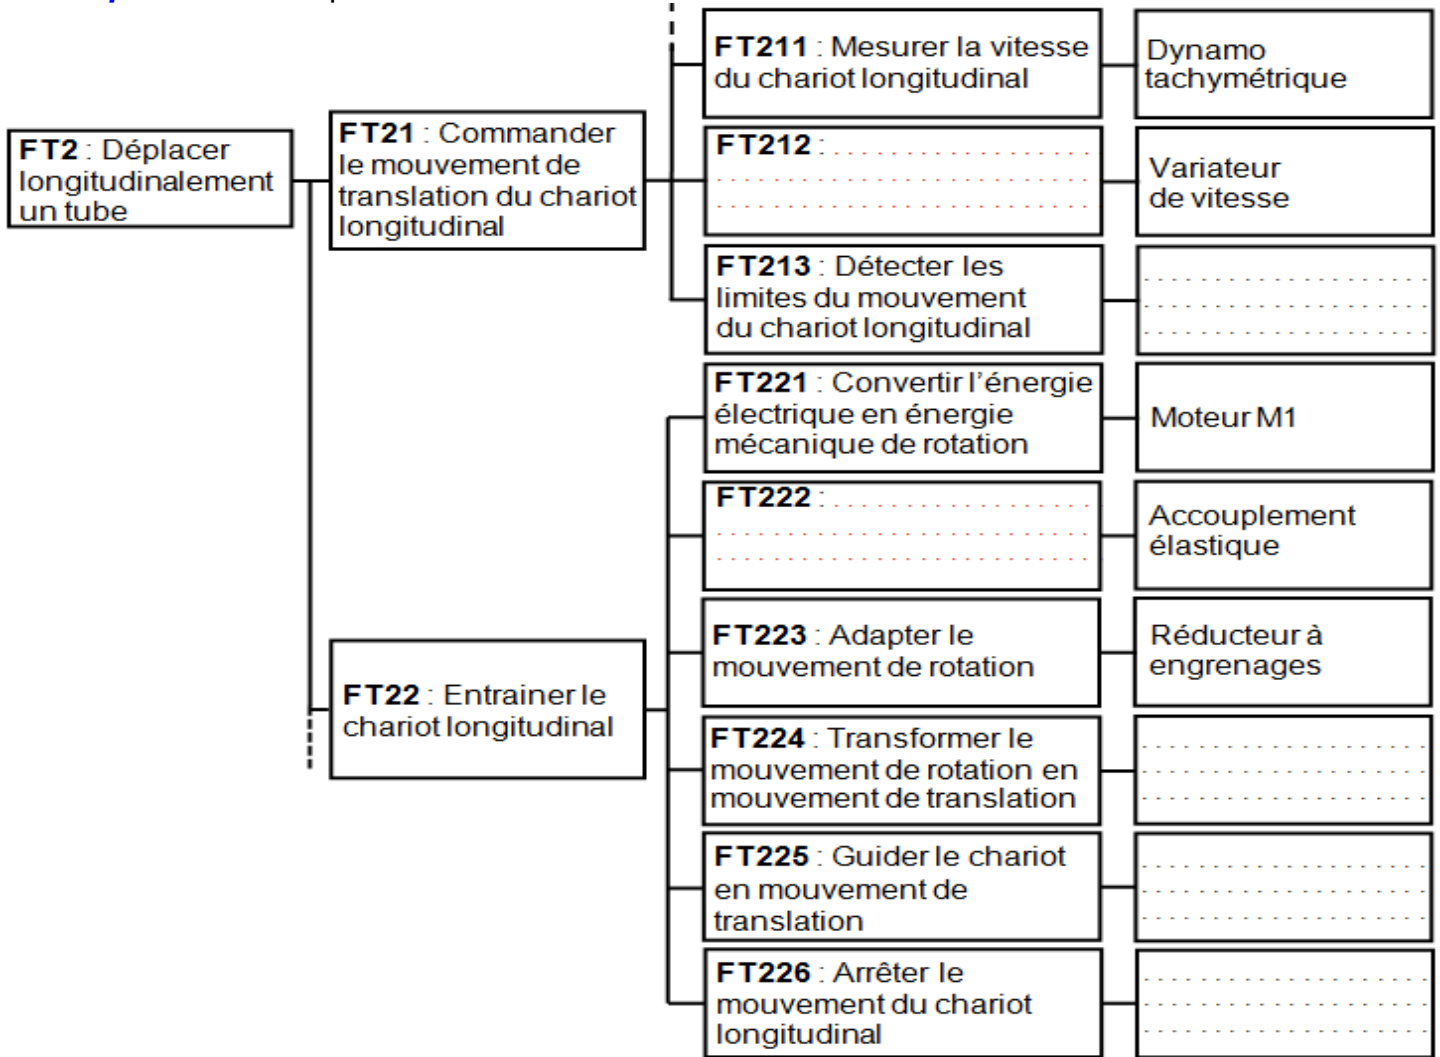 FT2 : Déplacer
longitudinalement
un tube
FT21 : Commander
le mouvement de
translation du chariot
longitudinal
FT211 : Mesurer la vitesse
du chariot longitudinal
Dynamo
tachymétrique
FT212 :
Variateur
de vitesse
FT213 : Détecter les
limites du mouvement
du chariot longitudinal
FT22 : Entrainer le
chariot longitudinal
FT221 : Convertir l’énergie
électrique en énergie
mécanique de rotation
Moteur M1
FT222 :
Accouplement
élastique
FT223 : Adapter le
mouvement de rotation
Réducteur à
engrenages
FT224 : Transformer le
mouvement de rotation en
mouvement de translation
FT225 : Guider le chariot
en mouvement de
translation
FT226 : Arrêter le
mouvement du chariot
longitudinal